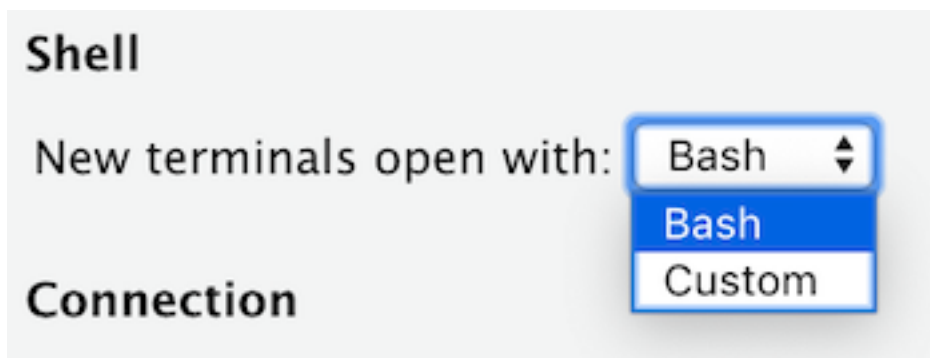 Shell
New terminals open with: Bash
Bash
Custom
Connection